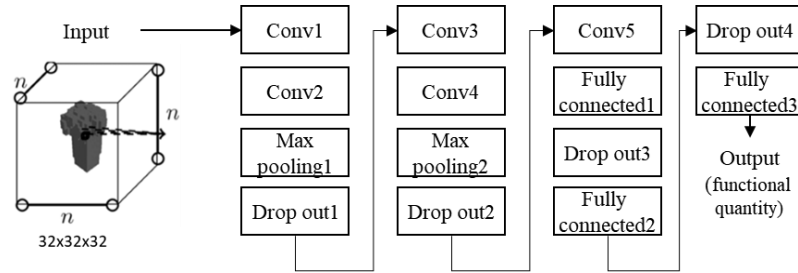 Input
n
n
n
32x32x32
Conv1
Conv2
Max
pooling1
Drop out1
Conv3
Conv4
Max
pooling2
Drop out2
Conv5
Fully
connected1
Drop out3
Fully
connected2
Drop out4
Fully
connected3
Output
(functional
quantity)